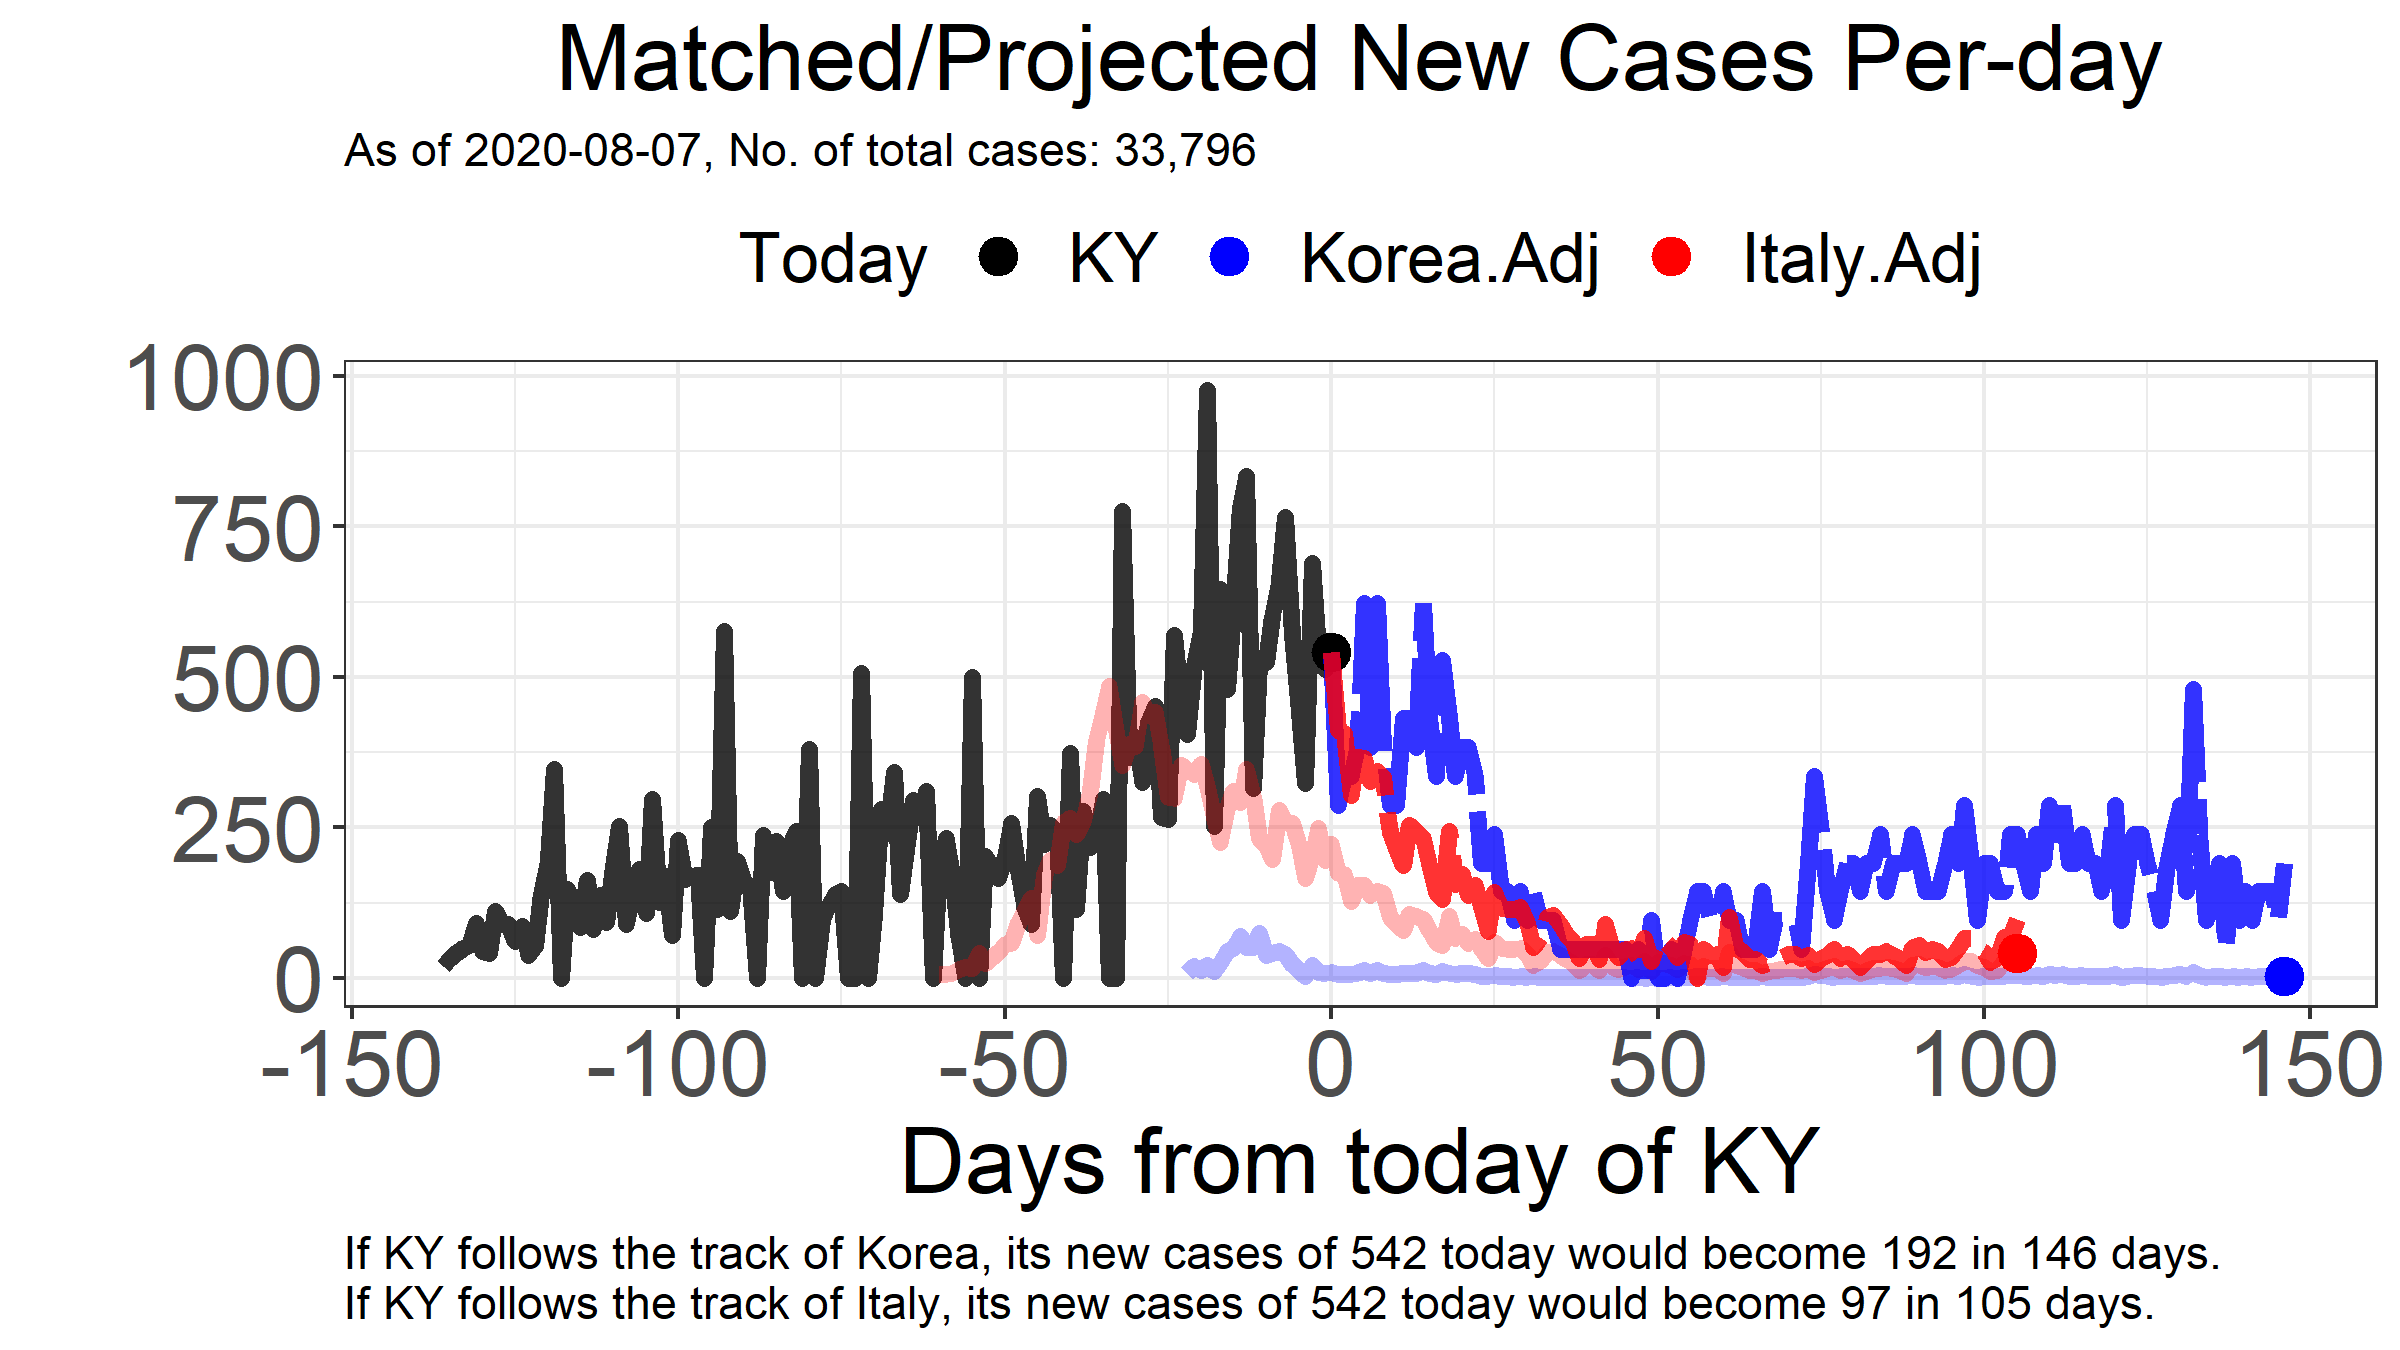 Matched/Projected New Cases Per-day
As of 2020-08-07, No. of total cases: 33,796
Today KY Korea.Adj Italy.Adj
1000
750
500
250
0
-150 -100 -50 0 50 100 150
Days from today of KY
If KY follows the track of Korea, its new cases of 542 today would become 192 in 146 days.
If KY follows the track of Italy, its new cases of 542 today would become 97 in 105 days.